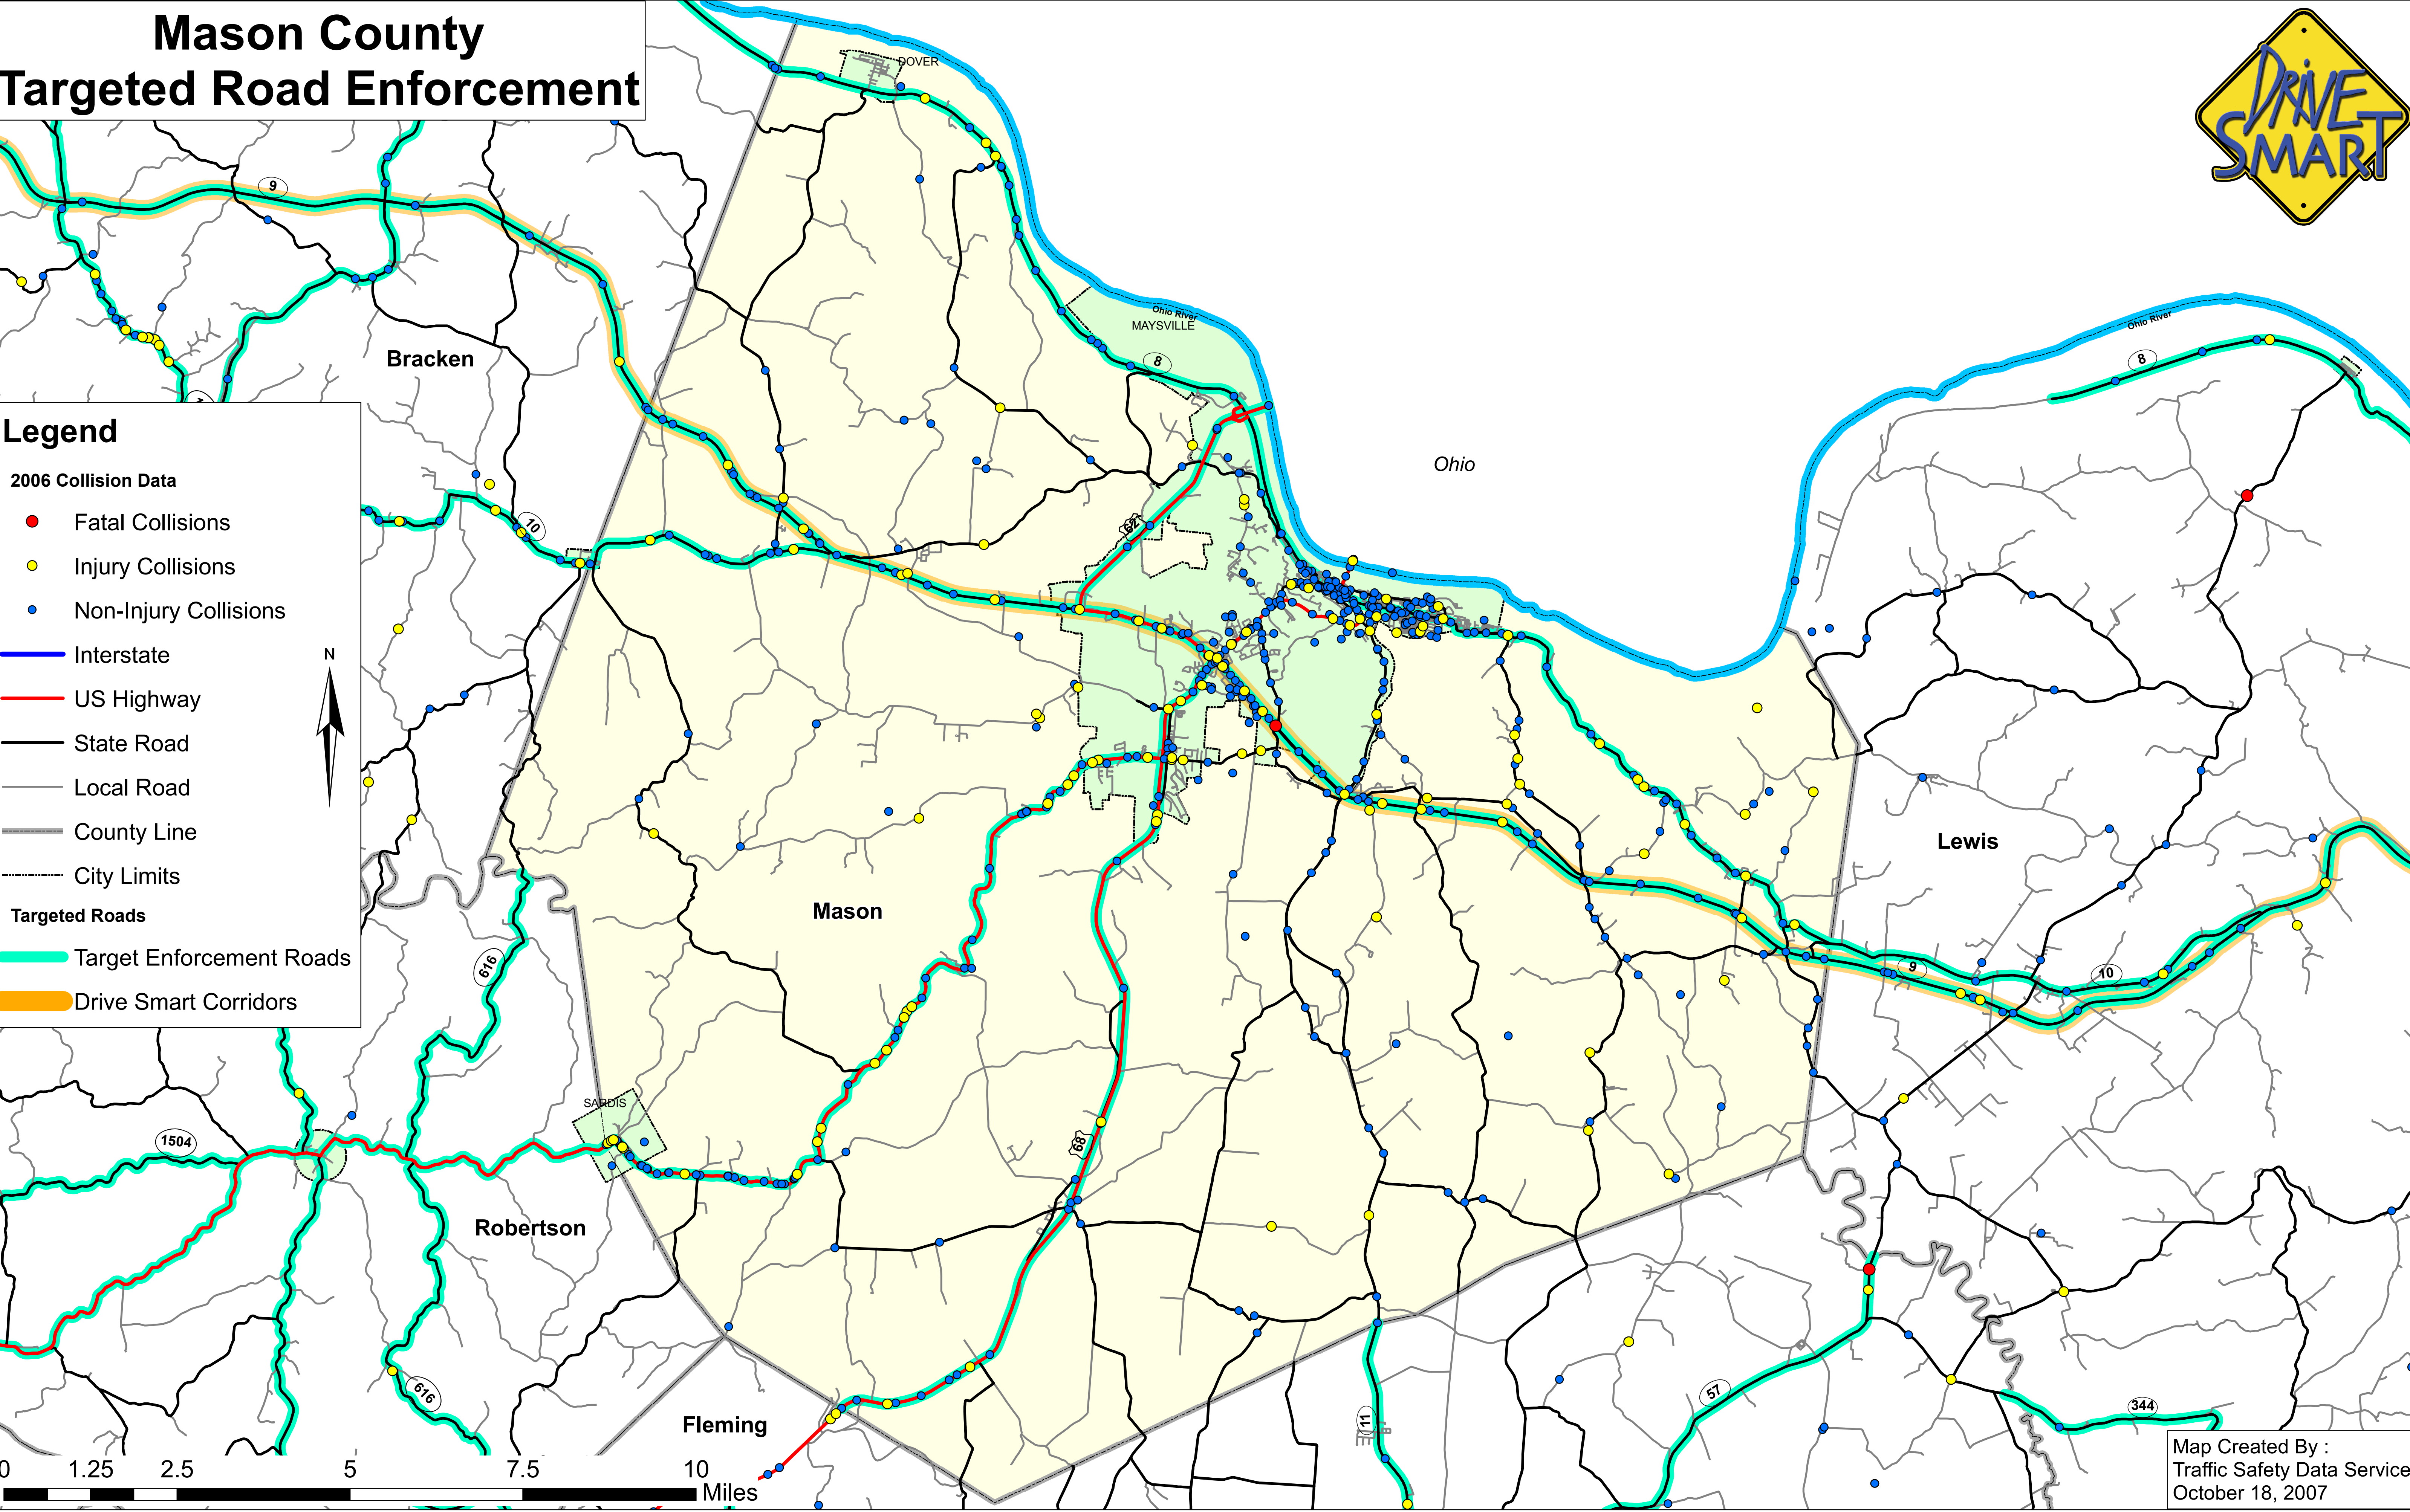 Mason County
Targeted Road Enforcement
DRIVE
SMART
DOVER
9
Ohio River
MAYSVILLE
8
Ohio River
8
Bracken
Ohio
62
10
Legend
2006 Collision Data
Fatal Collisions
Injury Collisions
Non-Injury Collisions
Interstate
US Highway
State Road
Local Road
County Line
City Limits
Targeted Roads
Target Enforcement Roads
Drive Smart Corridors
N
Lewis
Mason
616
9
10
SARDIS
1504
68
Robertson
616
57
344
11
Fleming
0 1.25 2.5 5 7.5 10
Miles
Map Created By :
Traffic Safety Data Service
October 18, 2007